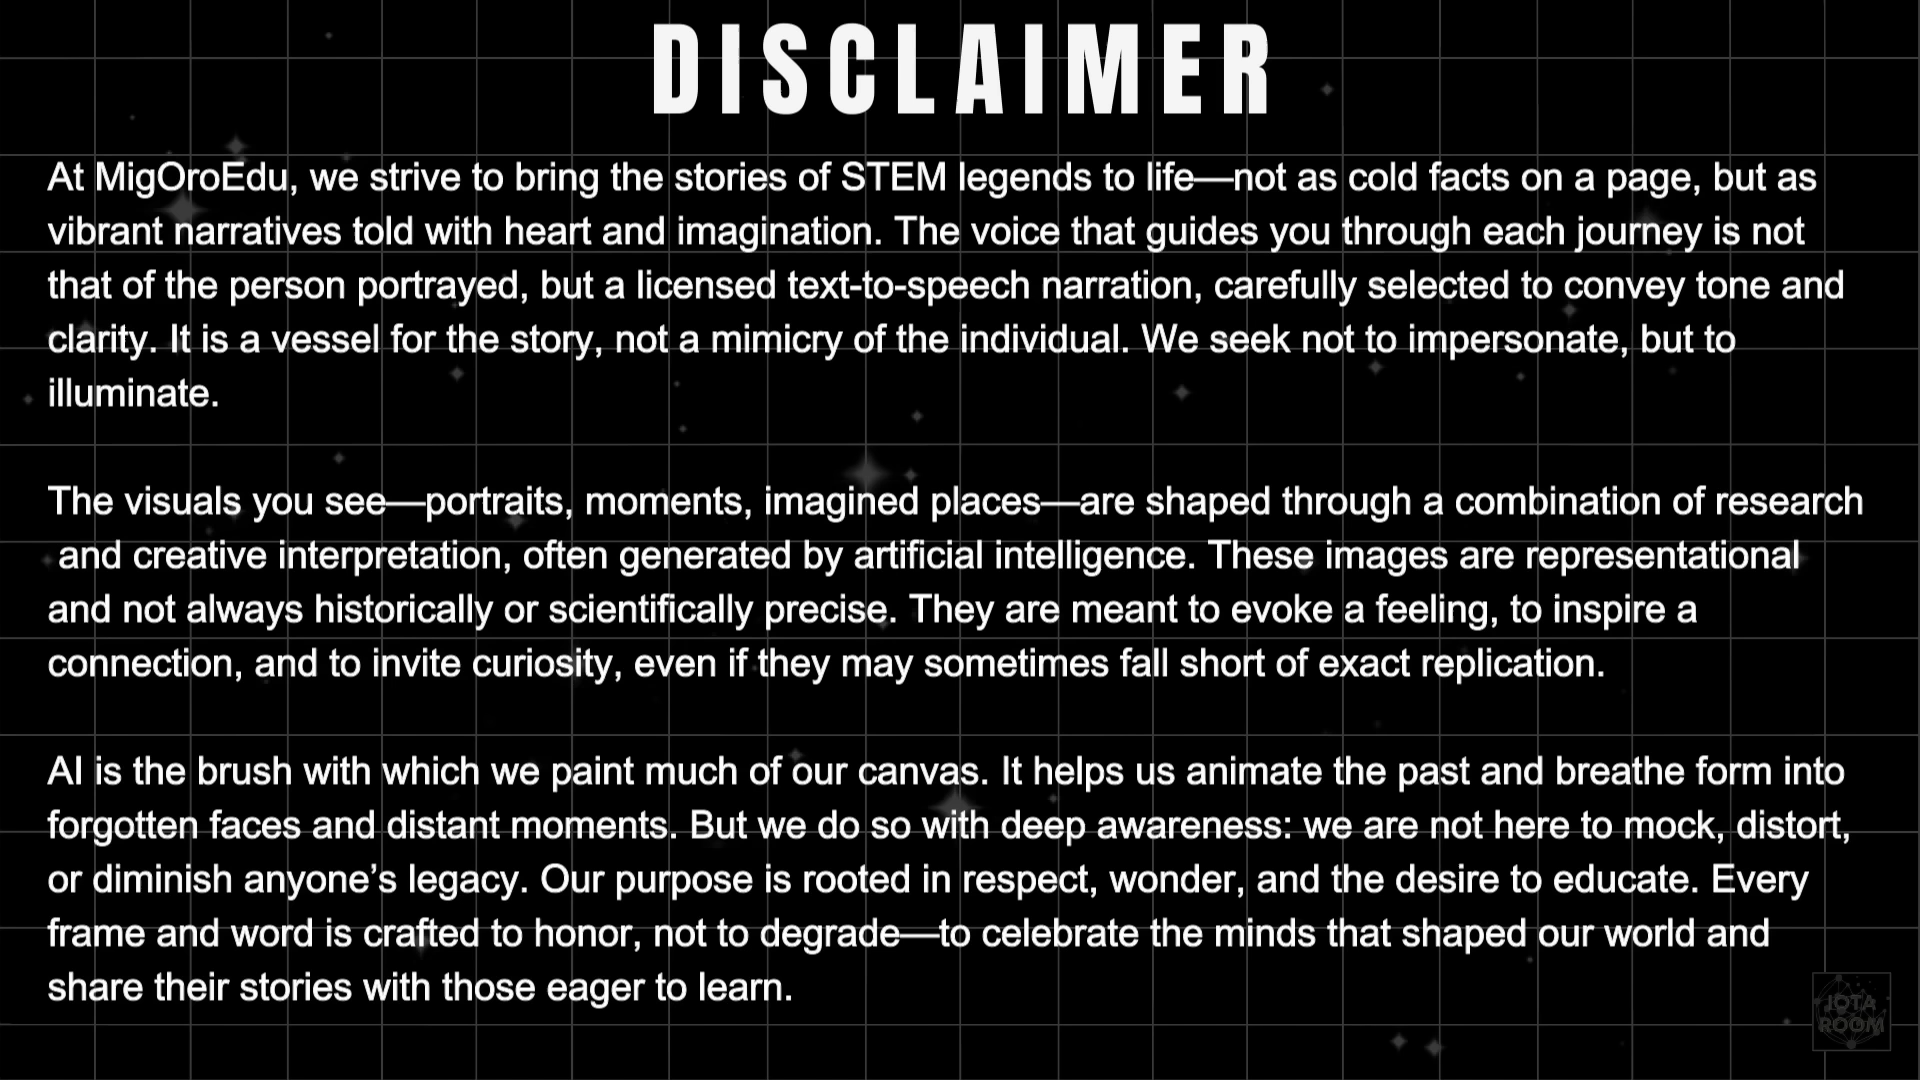 DISCLAIMER
At MigOroEdu, we strive to bring the stories of STEM legends to life—not as cold facts on a page, but as
vibrant narratives told with heart and imagination. The voice that guides you through each journey is not
that of the person portrayed, but a licensed text-to-speech narration, carefully selected to convey tone and
clarity. It is a vessel for the story, not a mimicry of the individual. We seek not to impersonate, but to
illuminate.
The visuals you see—portraits, moments, imagined places—are shaped through a combination of research
and creative interpretation, often generated by artificial intelligence. These images are representational
and not always historically or scientifically precise. They are meant to evoke a feeling, to inspire a
connection, and to invite curiosity, even if they may sometimes fall short of exact replication.
AI is the brush with which we paint much of our canvas. It helps us animate the past and breathe form into
forgotten faces and distant moments. But we do so with deep awareness: we are not here to mock, distort,
or diminish anyone’s legacy. Our purpose is rooted in respect, wonder, and the desire to educate. Every
frame and word is crafted to honor, not to degrade—to celebrate the minds that shaped our world and
share their stories with those eager to learn.
IOTA
ROOM